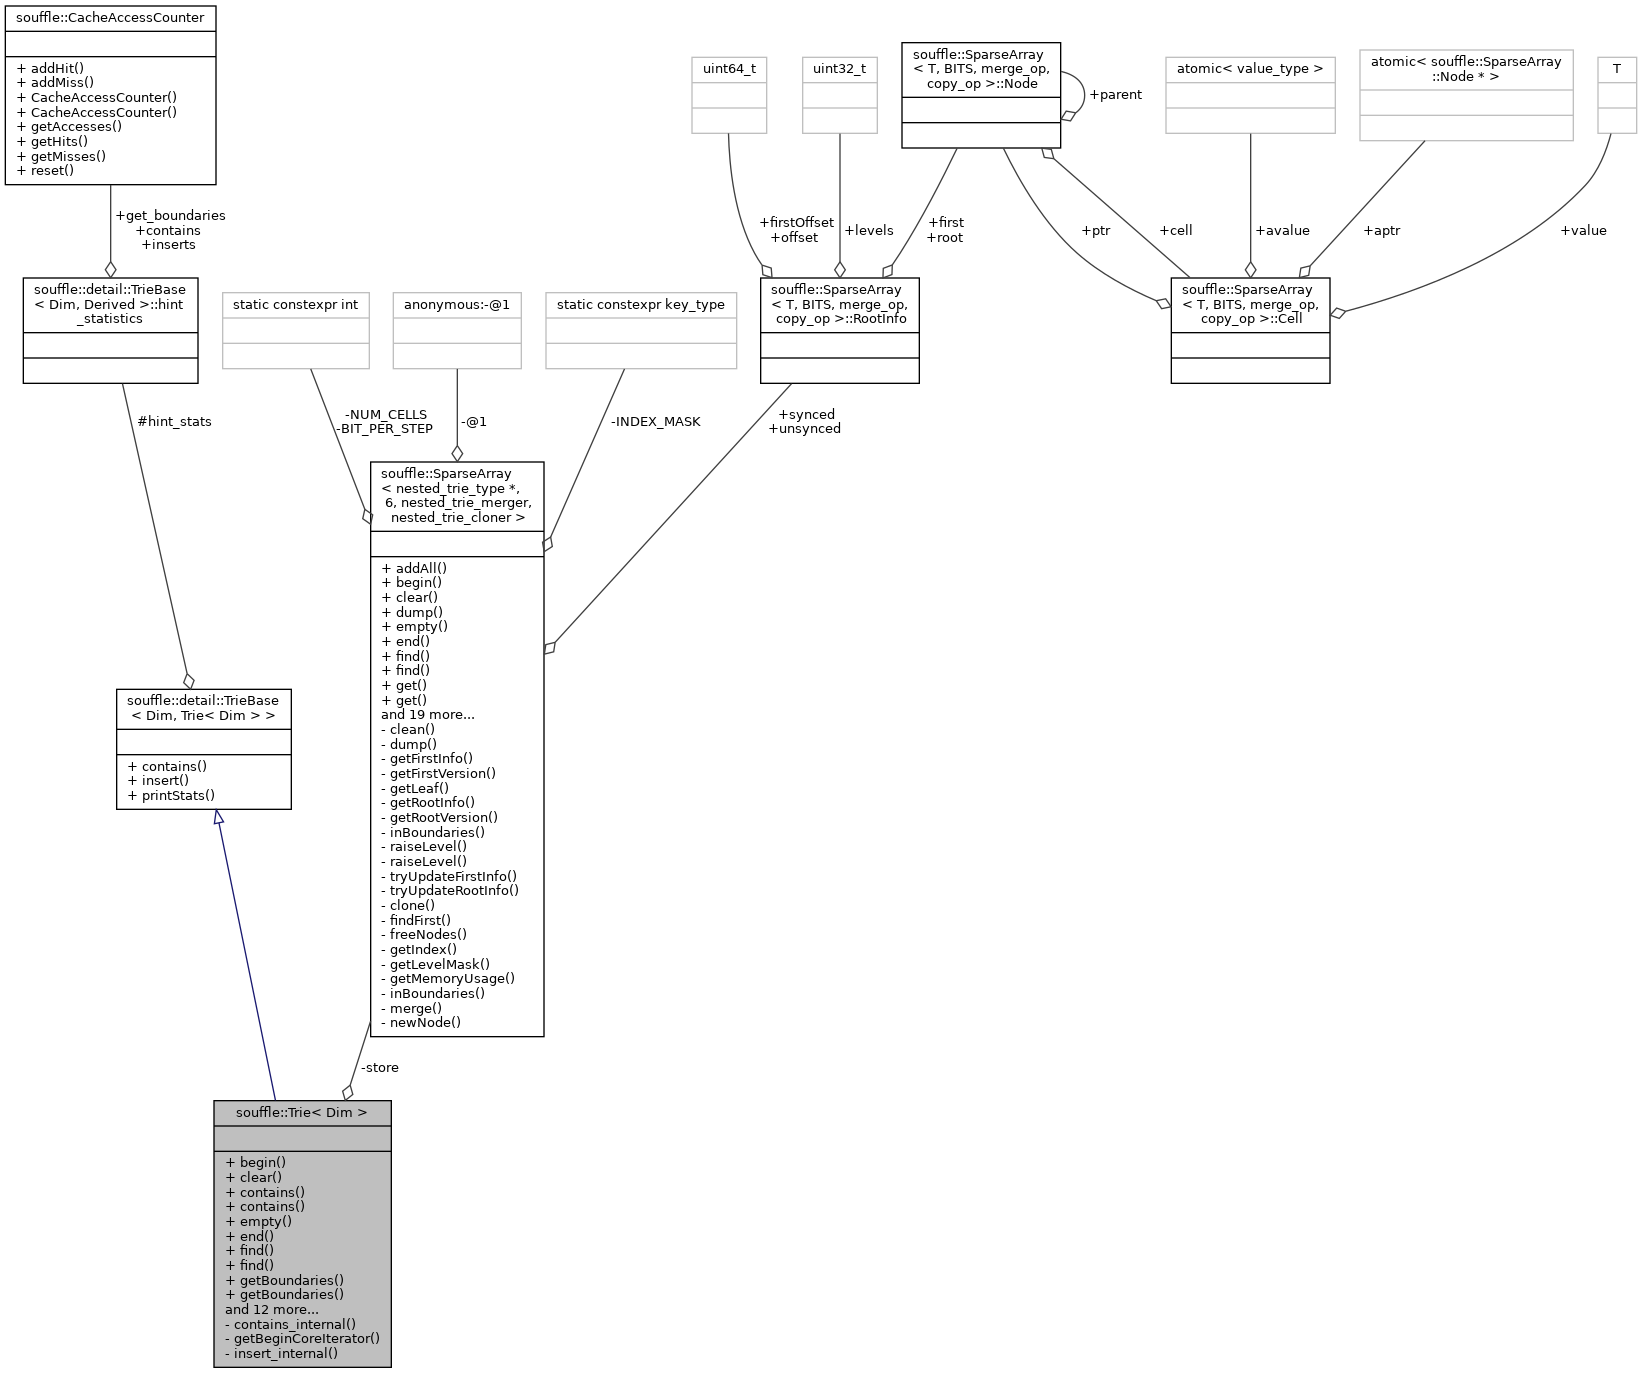 souffle::CacheAccessCounter
+ addHit()
+ addMiss()
+ CacheAccessCounter()
+ CacheAccessCounter()
+ getAccesses()
+ getHits()
+ getMisses()
+ reset()
uint64_t
uint32_t
souffle::SparseArray
< T, BITS, merge_op,
copy_op >::Node
+parent
atomic< value_type >
atomic< souffle::SparseArray
::Node * >
T
+get_boundaries
+contains
+inserts
+firstOffset
+offset
+levels
+first
+root
+ptr
+cell
+avalue
+aptr
+value
souffle::detail::TrieBase
< Dim, Derived >::hint
_statistics
static constexpr int
anonymous:-@1
static constexpr key_type
souffle::SparseArray
< T, BITS, merge_op,
copy_op >::RootInfo
souffle::SparseArray
< T, BITS, merge_op,
copy_op >::Cell
#hint_stats
-NUM_CELLS
-BIT_PER_STEP
-@1
-INDEX_MASK
+synced
+unsynced
souffle::SparseArray
< nested_trie_type *,
6, nested_trie_merger,
nested_trie_cloner >
+ addAll()
+ begin()
+ clear()
+ dump()
+ empty()
+ end()
+ find()
+ find()
+ get()
+ get()
and 19 more...
- clean()
- dump()
- getFirstInfo()
- getFirstVersion()
- getLeaf()
- getRootInfo()
- getRootVersion()
- inBoundaries()
- raiseLevel()
- raiseLevel()
- tryUpdateFirstInfo()
- tryUpdateRootInfo()
- clone()
- findFirst()
- freeNodes()
- getIndex()
- getLevelMask()
- getMemoryUsage()
- inBoundaries()
- merge()
- newNode()
souffle::detail::TrieBase
< Dim, Trie< Dim > >
+ contains()
+ insert()
+ printStats()
-store
souffle::Trie< Dim >
+ begin()
+ clear()
+ contains()
+ contains()
+ empty()
+ end()
+ find()
+ find()
+ getBoundaries()
+ getBoundaries()
and 12 more...
- contains_internal()
- getBeginCoreIterator()
- insert_internal()